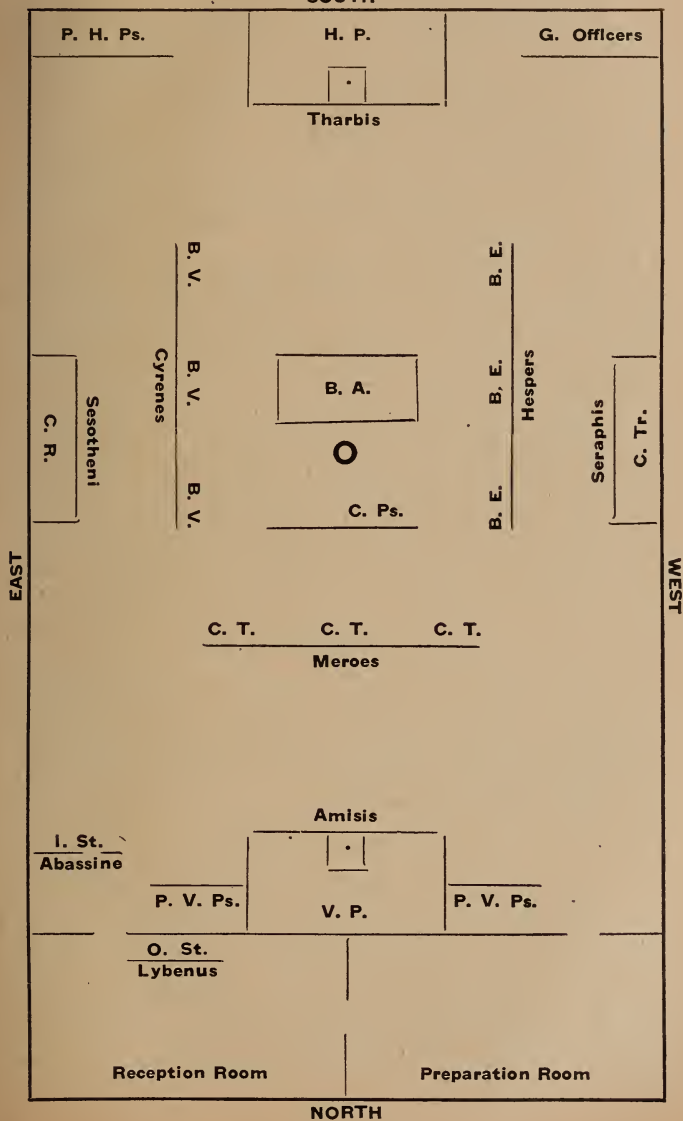 P. H. Ps.
H. P.
G. Officers
Tharbis
B. V.
B. E.
Cyrenes
B. V.
B. A.
B, E.
Hespers
C. R.
Sesotheni
Seraphis
C. Tr.
B. V.
C. Ps.
B. E.
EAST
WEST
C. T. C. T. C. T.
Meroes
Amisis
I. St.
Abassine
P. V. Ps.
V. P.
P. V. Ps.
O. St.
Lybenus
Reception Room
Preparation Room
NORTH